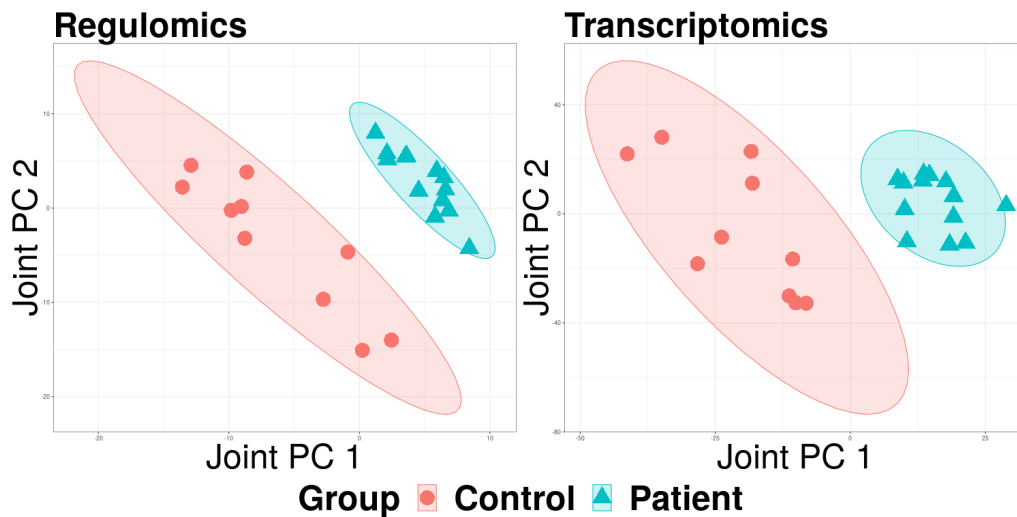 Regulomics Transcriptomics
Joint PC 2
10
0
-10
-20
-20 -10 0 10
Joint PC 1
Joint PC 2
40
0
-40
-80
-50 -25 0 25
Joint PC 1
Group Control Patient